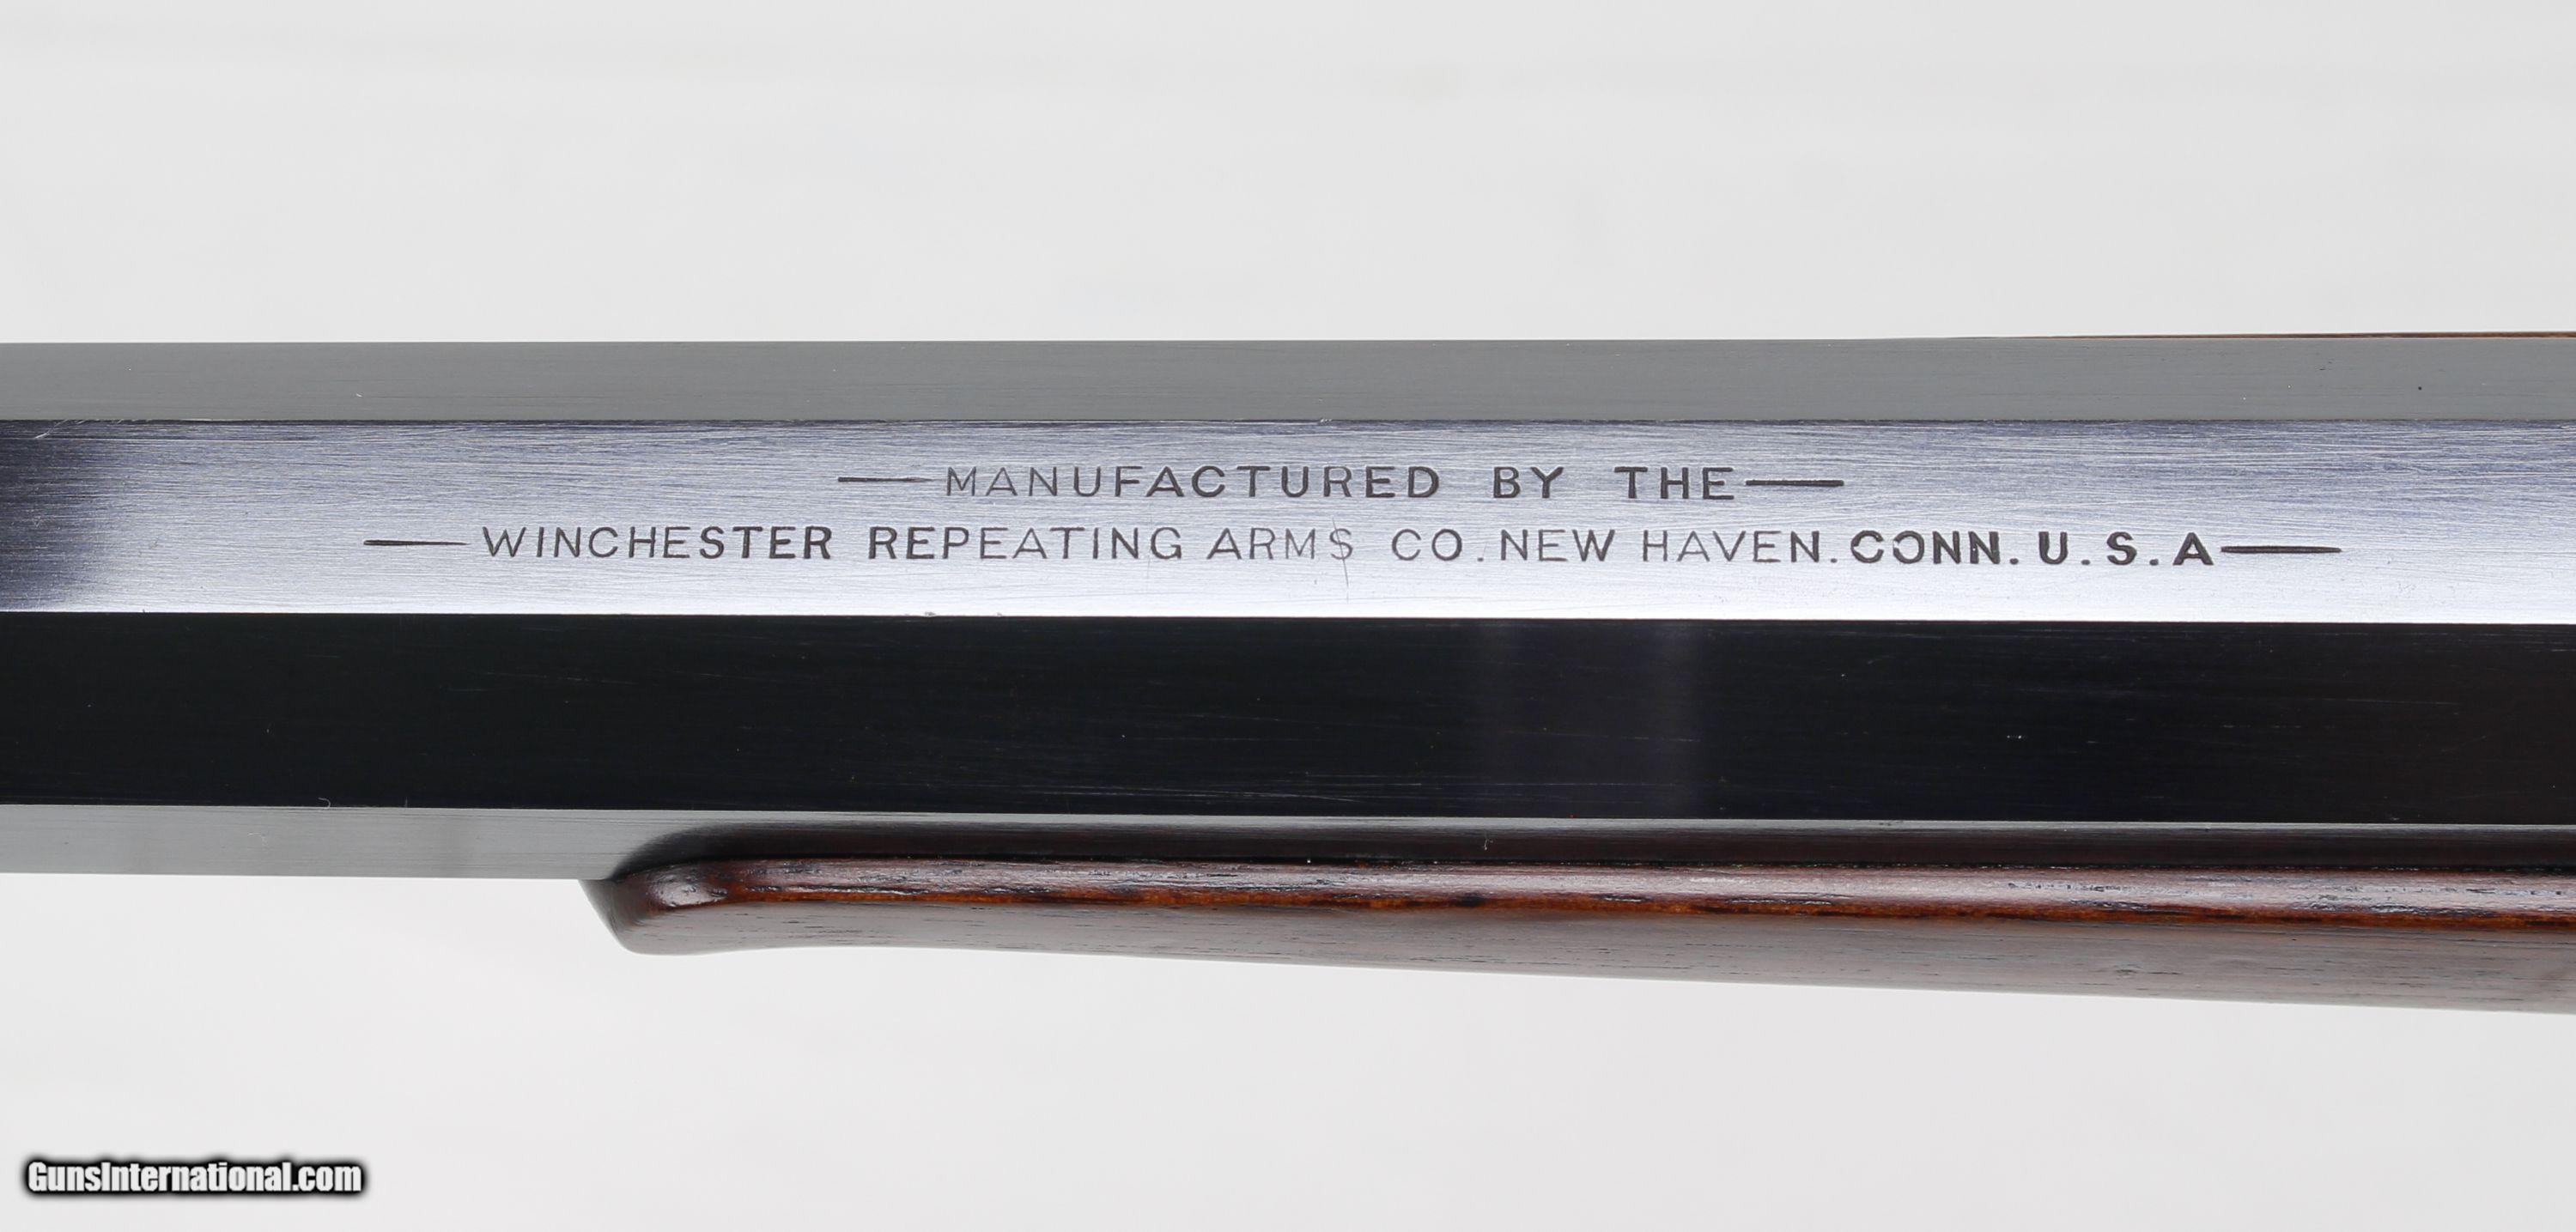 — MANUFACTURED BY THE —
— WINCHESTER REPEATING ARMS CO. NEW HAVEN. CONN. U.S.A —
GunsInternational.com